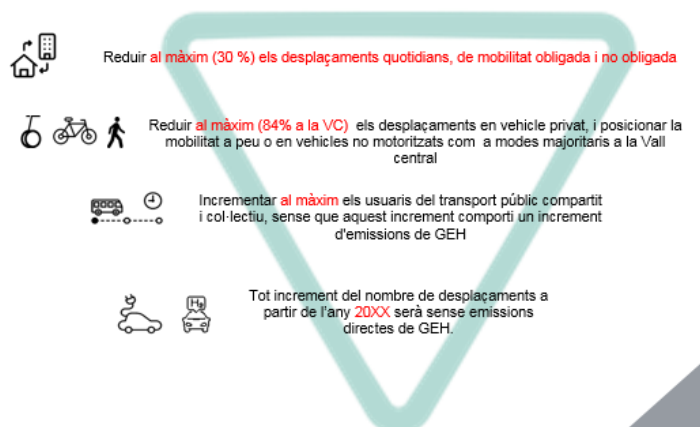 Reduir al màxim (30 %) els desplaçaments quotidians, de mobilitat obligada i no obligada
Reduir al màxim (84% a la VC) els desplaçaments en vehicle privat, i posicionar la
mobilitat a peu o en vehicles no motoritzats com a modes majoritaris a la Vall
central
Incrementar al màxim els usuaris del transport públic compartit
i col·lectiu, sense que aquest increment comporti un increment
d'emissions de GEH
H₂
Tot increment del nombre de desplaçaments a
partir de l'any 20XX serà sense emissions
directes de GEH.